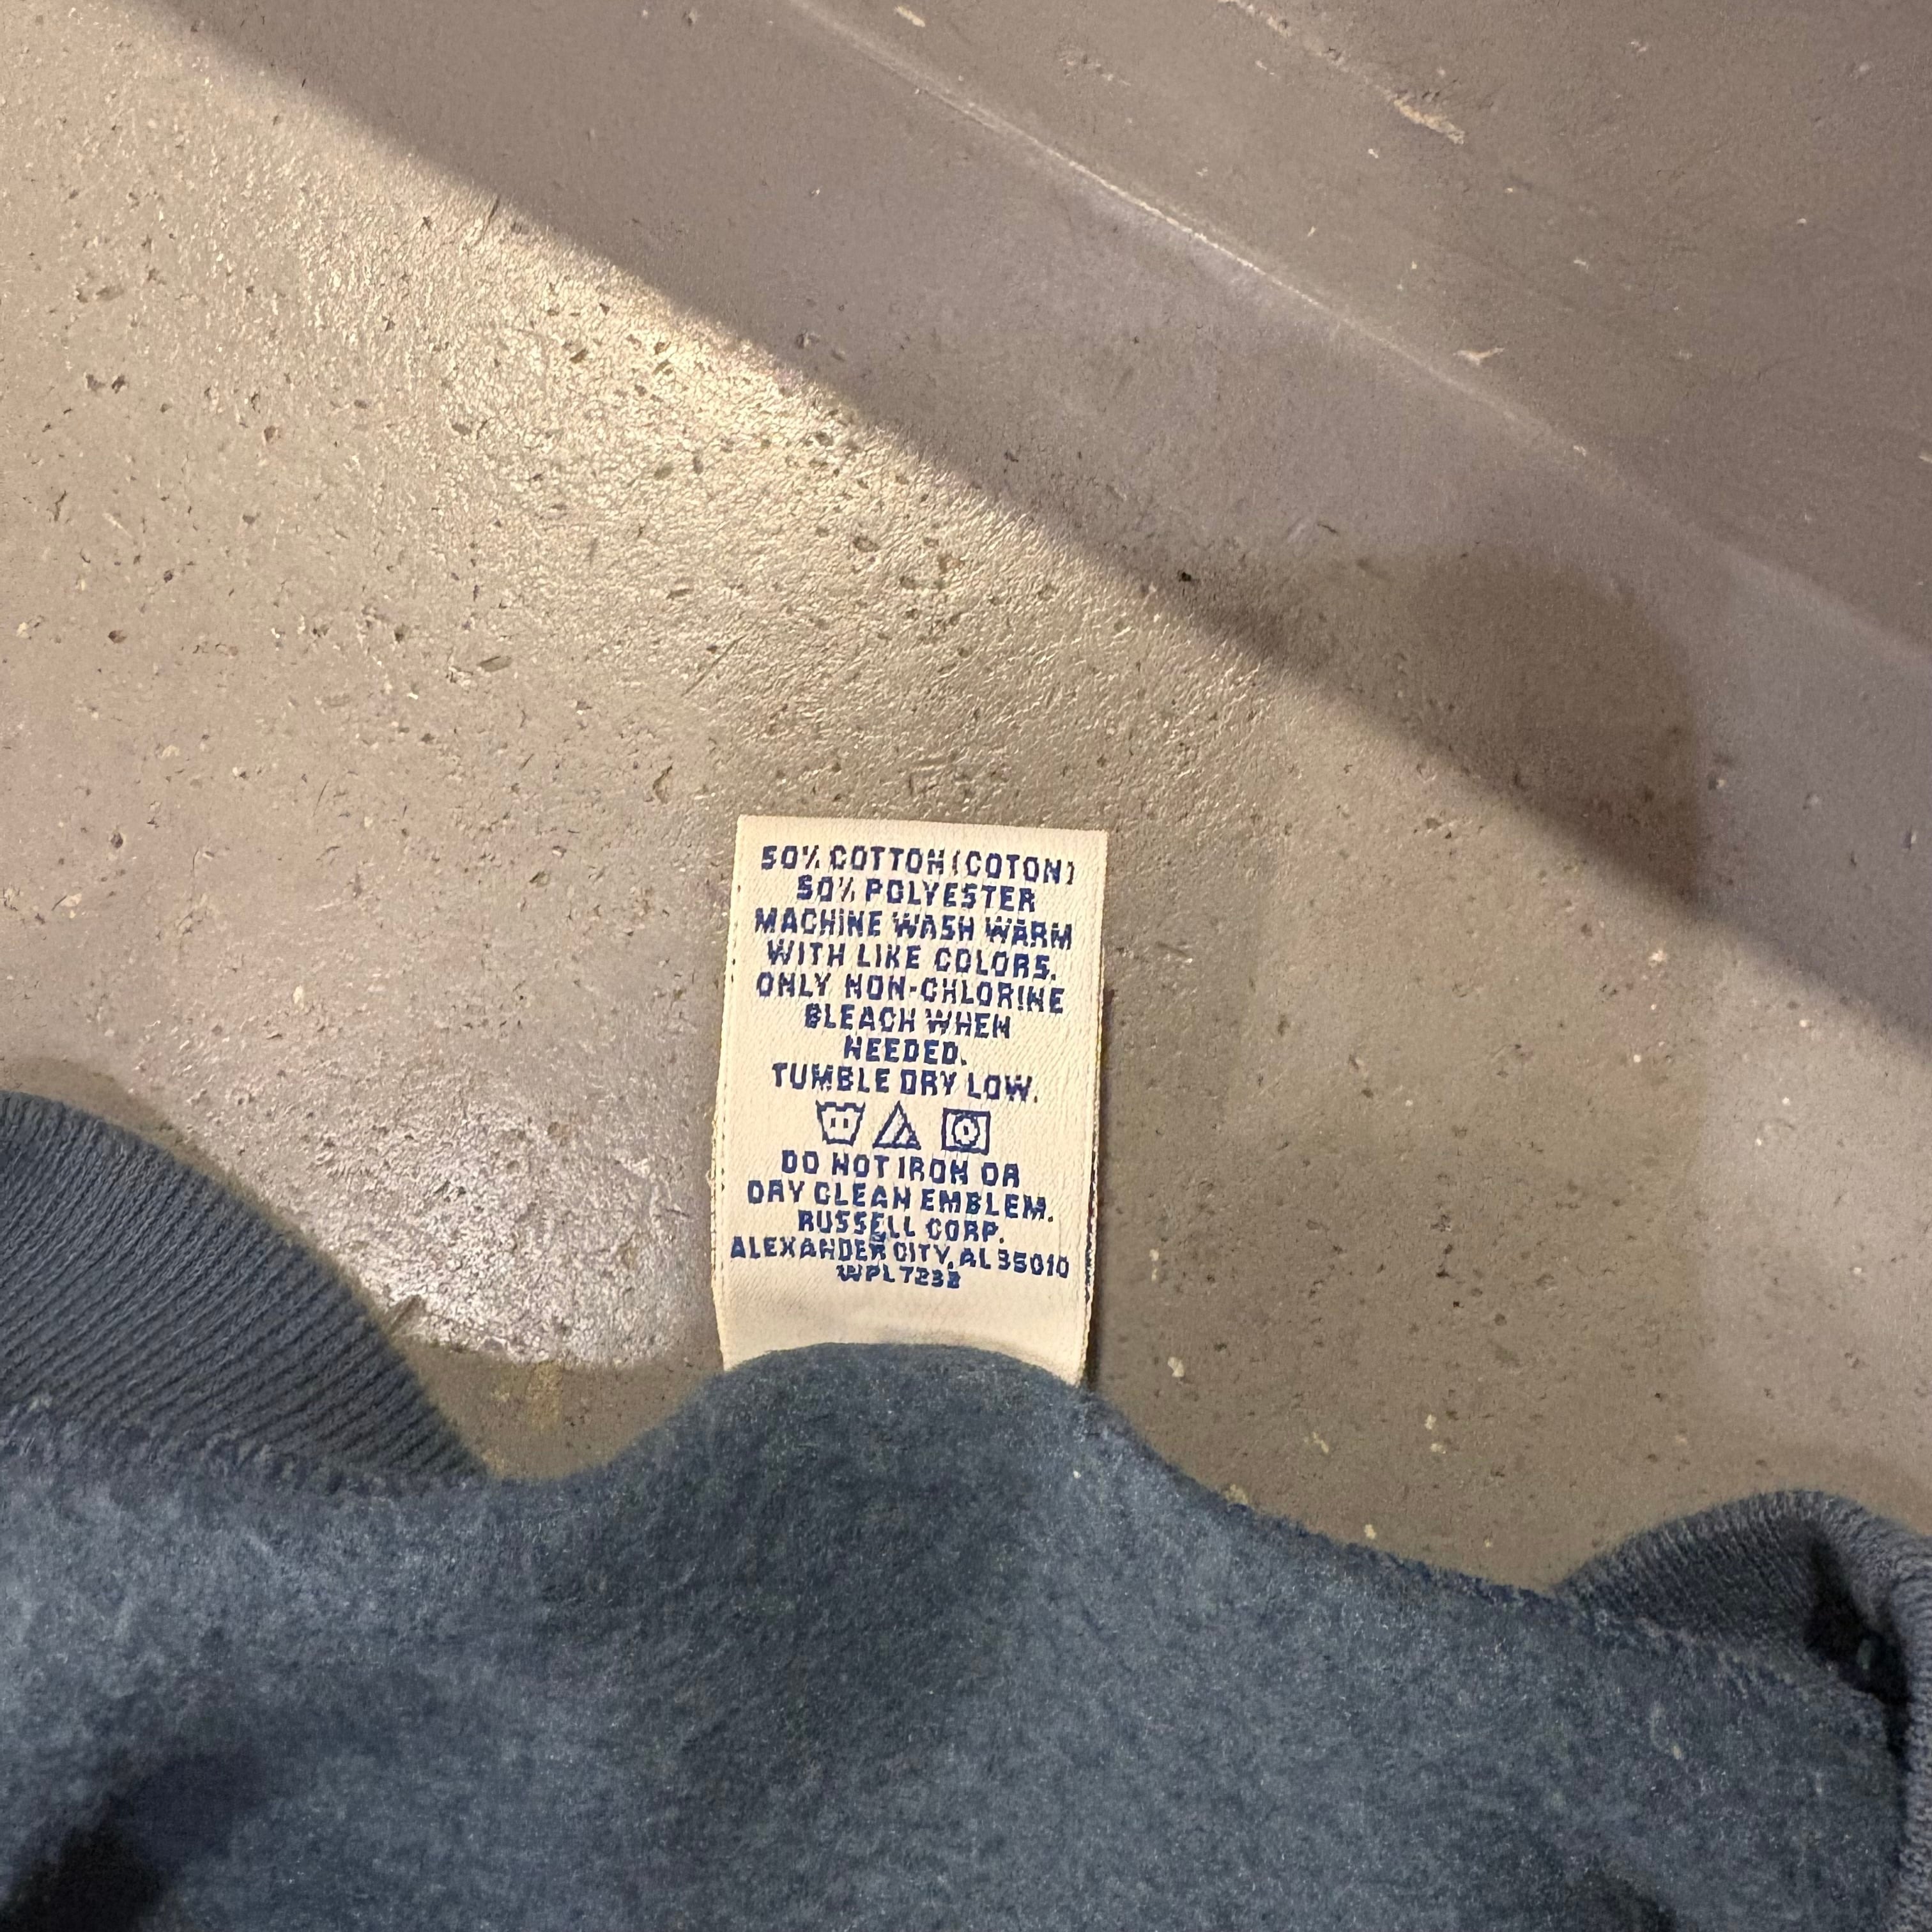 50% COTTON (COTON)
50% POLYESTER
MACHINE WASH WARM
WITH LIKE COLORS.
ONLY NON-CHLORINE
BLEACH WHEN
NEEDED.
TUMBLE DRY LOW.
DO NOT IRON OR
DRY CLEAN EMBLEM.
RUSSELL CORP.
ALEXANDER CITY, AL 35010
WPL 7232